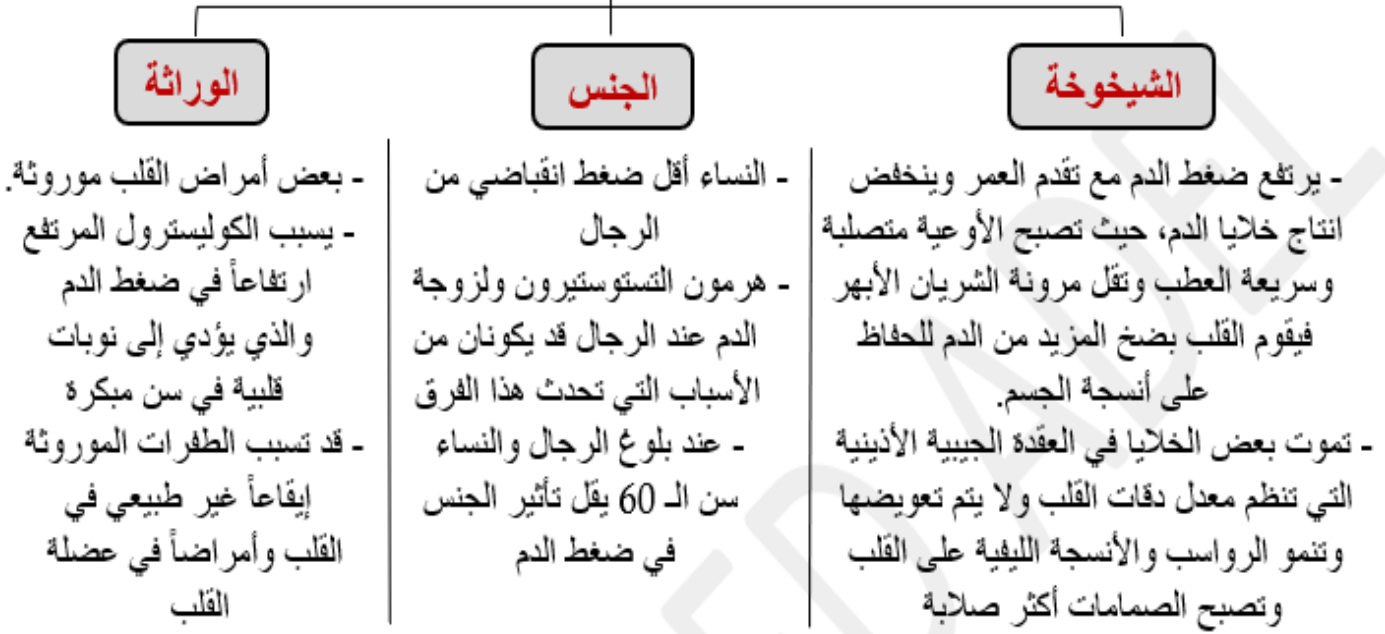 الشيخوخة
- يرتفع ضغط الدم مع تقدم العمر وينخفض
انتاج خلايا الدم، حيث تصبح الأوعية متصلبة
وسريعة العطب وتقل مرونة الشريان الأبهر
فيقوم القلب بضخ المزيد من الدم للحفاظ
على أنسجة الجسم.
- تموت بعض الخلايا في العقدة الجيبية الأذينية
التي تنظم معدل دقات القلب ولا يتم تعويضها
وتنمو الرواسب والأنسجة الليفية على القلب
وتصبح الصمامات أكثر صلابة
الجنس
- النساء أقل ضغط انقباضي من
الرجال
- هرمون التستوستيرون ولزوجة
الدم عند الرجال قد يكونان من
الأسباب التي تحدث هذا الفرق
- عند بلوغ الرجال والنساء
سن الـ 60 يقل تأثير الجنس
في ضغط الدم
الوراثة
- بعض أمراض القلب موروثة.
- يسبب الكوليسترول المرتفع
ارتفاعاً في ضغط الدم
والذي يؤدي إلى نوبات
قلبية في سن مبكرة
- قد تسبب الطفرات الموروثة
إيقاعاً غير طبيعي في
القلب وأمراضاً في عضلة
القلب
ED ADEL